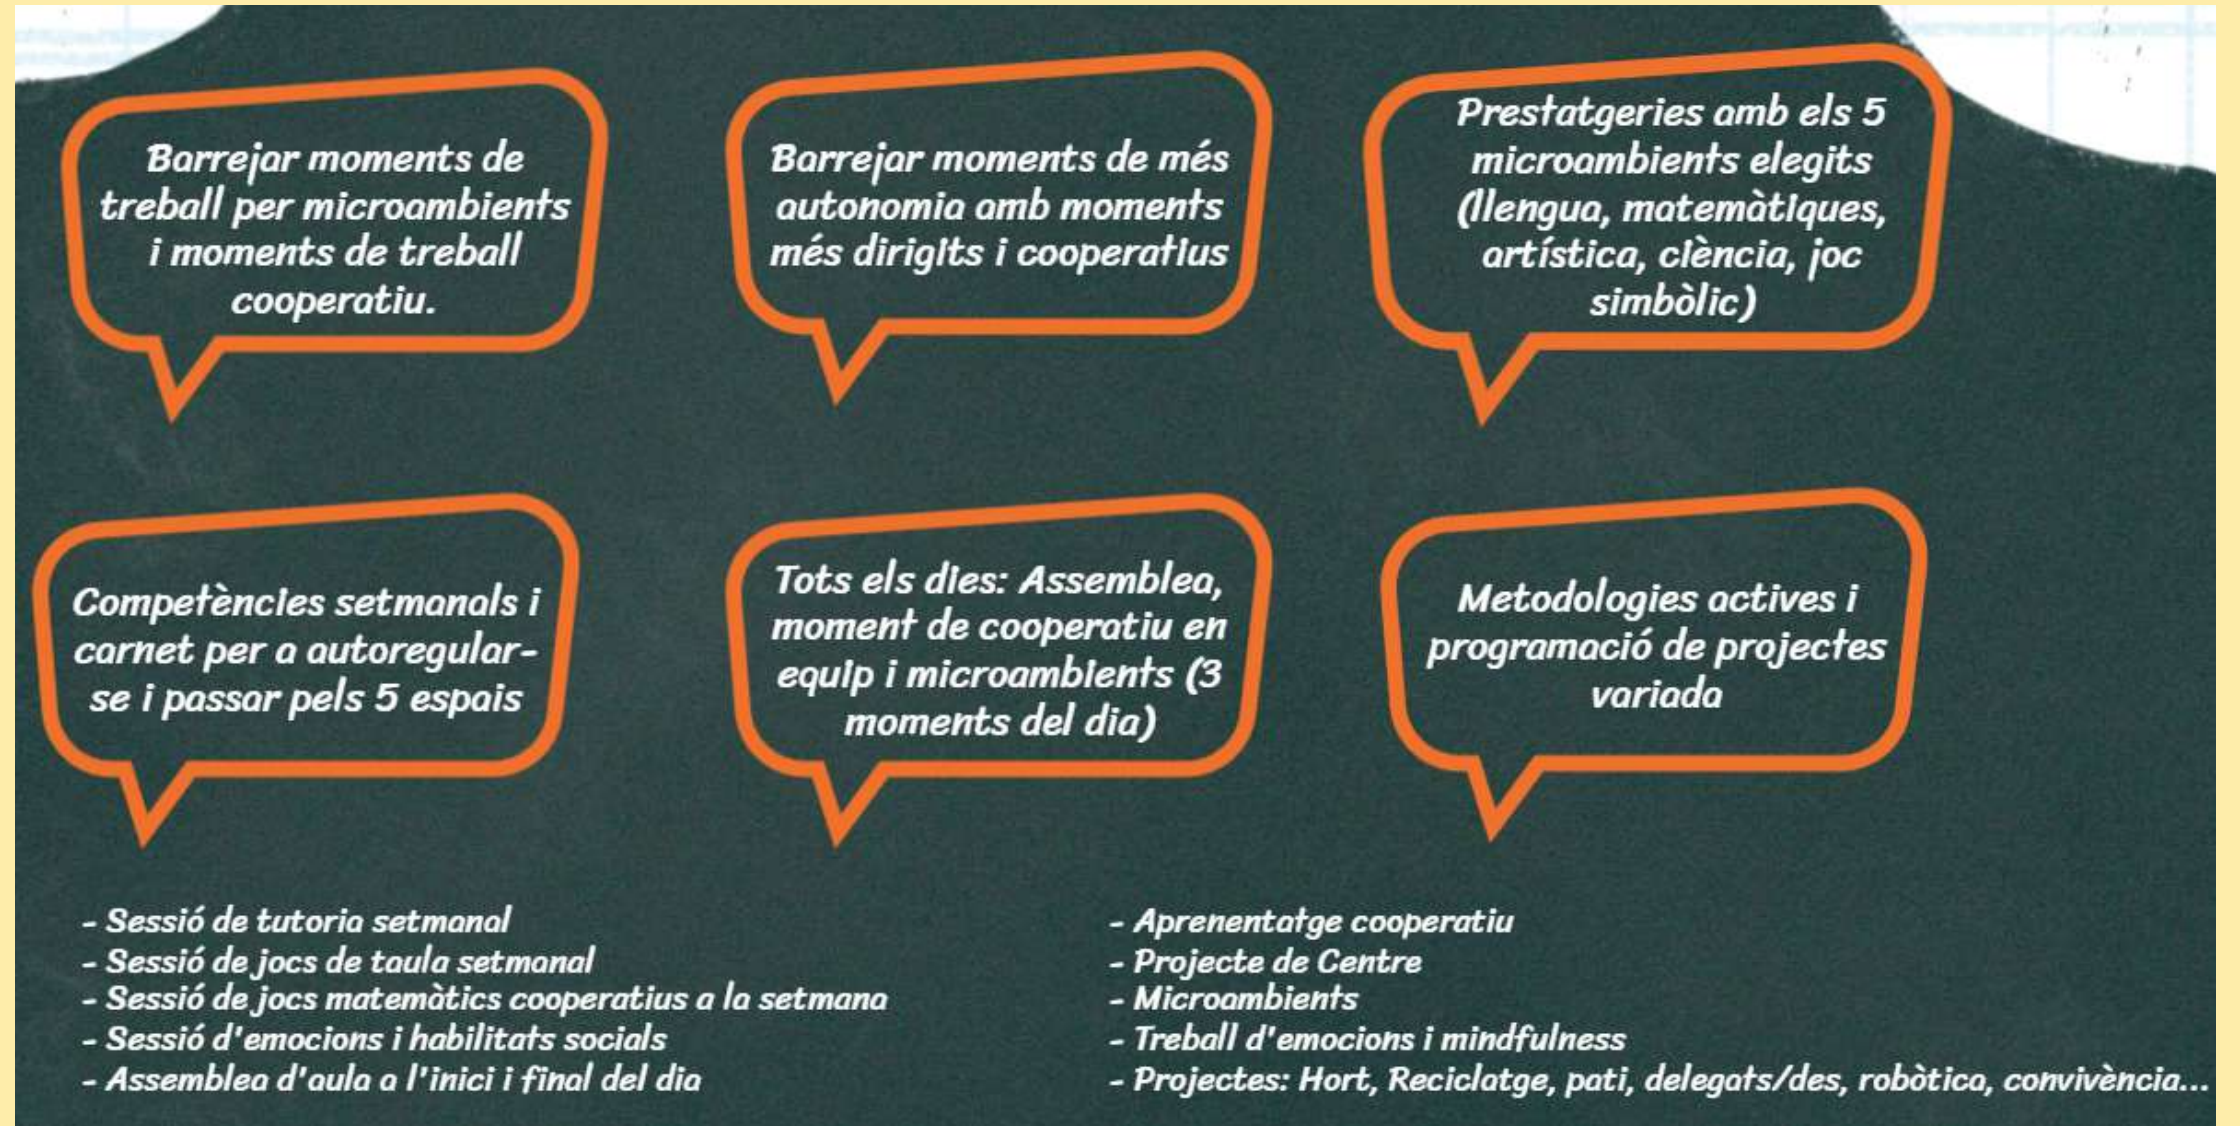 Barrejar moments de
treball per microambients
i moments de treball
cooperatiu.
Barrejar moments de més
autonomia amb moments
més dirigits i cooperatius
Prestatgeries amb els 5
microambients elegits
(llengua, matemàtiques,
artística, ciència, joc
simbòlic)
Competències setmanals i
carnet per a autoregular-
se i passar pels 5 espais
Tots els dies: Assemblea,
moment de cooperatiu en
equip i microambients (3
moments del dia)
Metodologies actives i
programació de projectes
variada
- Sessió de tutoria setmanal
- Sessió de jocs de taula setmanal
- Sessió de jocs matemàtics cooperatius a la setmana
- Sessió d'emocions i habilitats socials
- Assemblea d'aula a l'inici i final del dia
- Aprenentatge cooperatiu
- Projecte de Centre
- Microambients
- Treball d'emocions i mindfulness
- Projectes: Hort, Reciclatge, pati, delegats/des, robòtica, convivència...